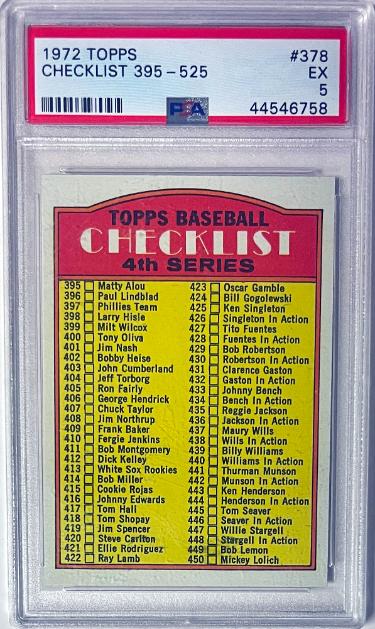 1972 TOPPS #378
CHECKLIST 395-525 EX
5
PSA 44546758
TOPPS BASEBALL
CHECKLIST
4th SERIES
395 Matty Alou
396 Paul Lindblad
397 Phillies Team
398 Larry Hisle
399 Milt Wilcox
400 Tony Oliva
401 Jim Nash
402 Bobby Heise
403 John Cumberland
404 Jeff Torborg
405 Ron Fairly
406 George Hendrick
407 Chuck Taylor
408 Jim Northrup
409 Frank Baker
410 Fergie Jenkins
411 Bob Montgomery
412 Dick Kelley
413 White Sox Rookies
414 Bob Miller
415 Cookie Rojas
416 Johnny Edwards
417 Tom Hall
418 Tom Shopay
419 Jim Spencer
420 Steve Carlton
421 Ellie Rodriguez
422 Ray Lamb
423 Oscar Gamble
424 Bill Gogolewski
425 Ken Singleton
426 Singleton In Action
427 Tito Fuentes
428 Fuentes In Action
429 Bob Robertson
430 Robertson In Action
431 Clarence Gaston
432 Gaston In Action
433 Johnny Bench
434 Bench In Action
435 Reggie Jackson
436 Jackson In Action
437 Maury Wills
438 Wills In Action
439 Billy Williams
440 Williams In Action
441 Thurman Munson
442 Munson In Action
443 Ken Henderson
444 Henderson In Action
445 Tom Seaver
446 Seaver In Action
447 Willie Stargell
448 Stargell In Action
449 Bob Lemon
450 Mickey Lolich